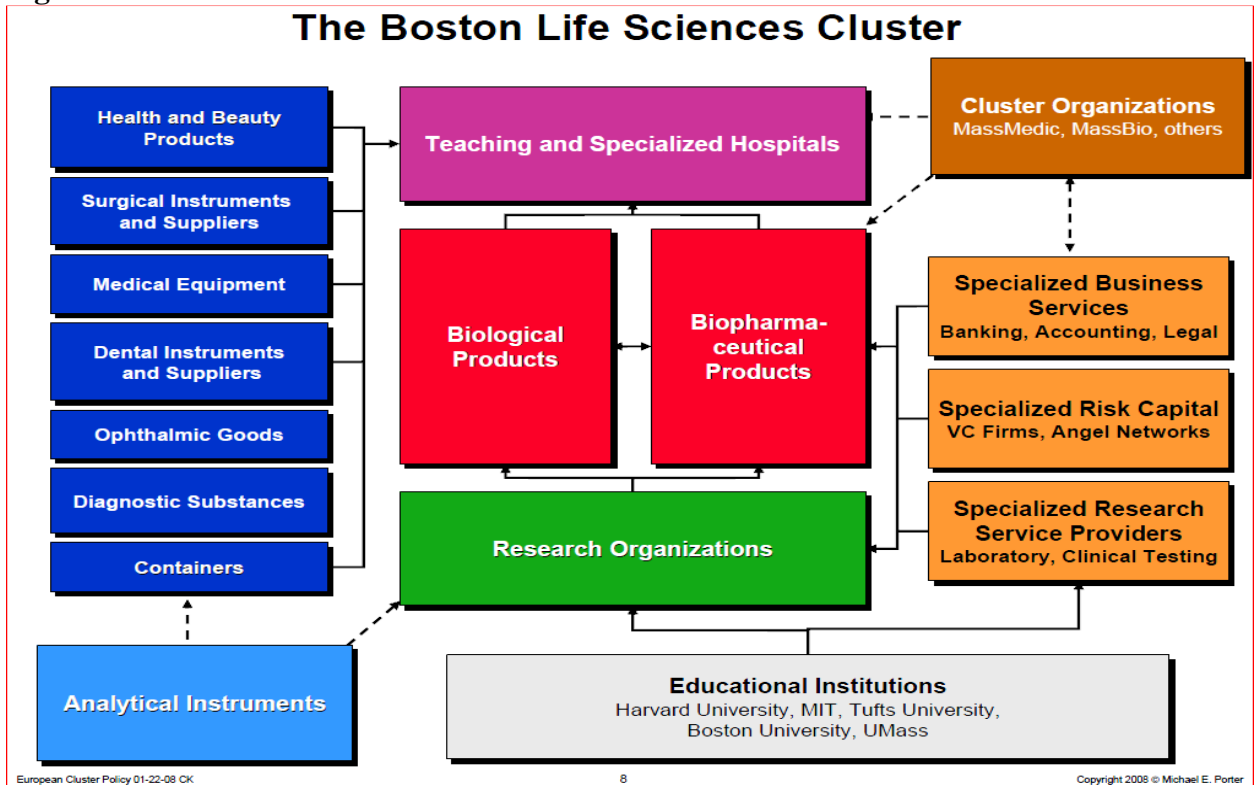 The Boston Life Sciences Cluster
Health and Beauty
Products
Surgical Instruments
and Suppliers
Medical Equipment
Dental Instruments
and Suppliers
Ophthalmic Goods
Diagnostic Substances
Containers
Analytical Instruments
Teaching and Specialized Hospitals
Biological
Products
Biopharma-
ceutical
Products
Research Organizations
Educational Institutions
Harvard University, MIT, Tufts University,
Boston University, UMass
Cluster Organizations
MassMedic, MassBio, others
Specialized Business
Services
Banking, Accounting, Legal
Specialized Risk Capital
VC Firms, Angel Networks
Specialized Research
Service Providers
Laboratory, Clinical Testing
European Cluster Policy 01-22-08 CK
8
Copyright 2008 © Michael E. Porter